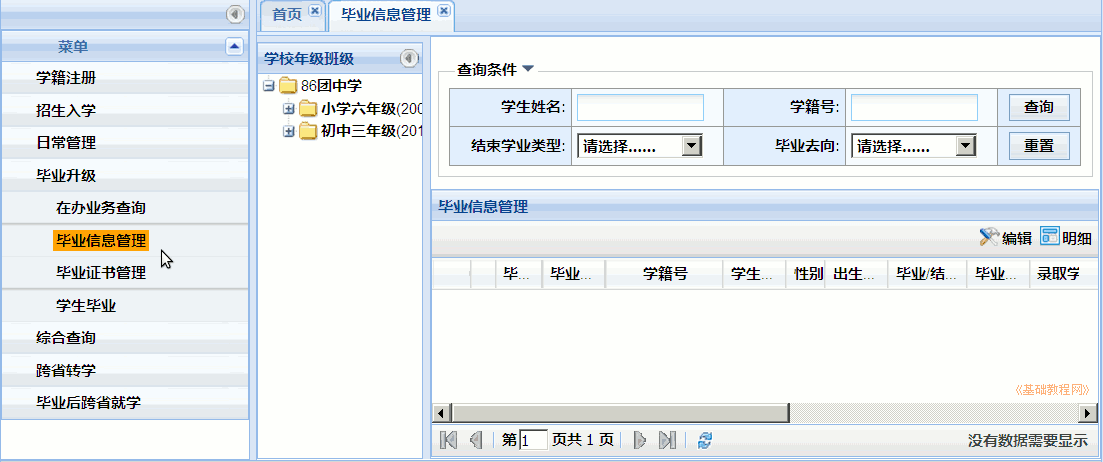 首页 毕业信息管理
菜单
学籍注册
招生入学
日常管理
毕业升级
在办业务查询
毕业信息管理
毕业证书管理
学生毕业
综合查询
跨省转学
毕业后跨省就学
学校年级班级
86团中学
小学六年级(200
初中三年级(201
查询条件
学生姓名: 学籍号: 查询
结束学业类型: 请选择...... 毕业去向: 请选择...... 重置
毕业信息管理
编辑 明细
毕... 毕业... 学籍号 学生... 性别 出生... 毕业/结... 毕业... 录取学
《基础教程网》
第 1 页共 1 页 没有数据需要显示